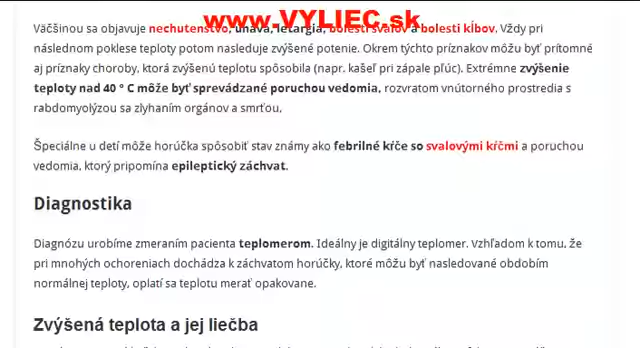 www.VYLIEC.sk
Väčšinou sa objavuje nechutenstvo, únava, letargia, bolesti svalov a bolesti kĺbov. Vždy pri
následnom poklese teploty potom nasleduje zvýšené potenie. Okrem týchto príznakov môžu byť prítomné
aj príznaky choroby, ktorá zvýšenú teplotu spôsobila (napr. kašeľ pri zápale pľúc). Extrémne zvýšenie
teploty nad 40 ° C môže byť sprevádzané poruchou vedomia, rozvratom vnútorného prostredia s
rabdomyolýzou sa zlyhaním orgánov a smrťou,
Špeciálne u detí môže horúčka spôsobiť stav známy ako febrilné kŕče so svalovými kŕčmi a poruchou
vedomia, ktorý pripomína epileptický záchvat.
Diagnostika
Diagnózu urobíme zmeraním pacienta teplomerom. Ideálny je digitálny teplomer. Vzhľadom k tomu, že
pri mnohých ochoreniach dochádza k záchvatom horúčky, ktoré môžu byť nasledované obdobím
normálnej teploty, oplatí sa teplotu merať opakovane.
Zvýšená teplota a jej liečba